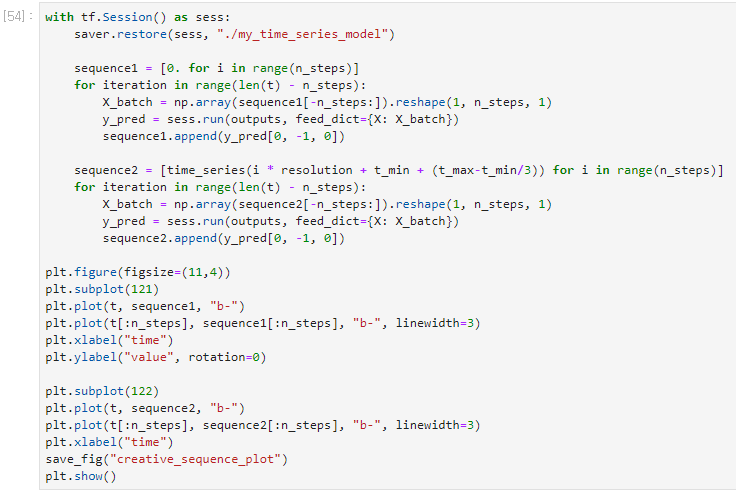 [54]: with tf.Session() as sess:
    saver.restore(sess, "./my_time_series_model")

    sequence1 = [0. for i in range(n_steps)]
    for iteration in range(len(t) - n_steps):
        X_batch = np.array(sequence1[-n_steps:]).reshape(1, n_steps, 1)
        y_pred = sess.run(outputs, feed_dict={X: X_batch})
        sequence1.append(y_pred[0, -1, 0])

    sequence2 = [time_series(i * resolution + t_min + (t_max-t_min/3)) for i in range(n_steps)]
    for iteration in range(len(t) - n_steps):
        X_batch = np.array(sequence2[-n_steps:]).reshape(1, n_steps, 1)
        y_pred = sess.run(outputs, feed_dict={X: X_batch})
        sequence2.append(y_pred[0, -1, 0])

plt.figure(figsize=(11,4))
plt.subplot(121)
plt.plot(t, sequence1, "b-")
plt.plot(t[:n_steps], sequence1[:n_steps], "b-", linewidth=3)
plt.xlabel("time")
plt.ylabel("value", rotation=0)

plt.subplot(122)
plt.plot(t, sequence2, "b-")
plt.plot(t[:n_steps], sequence2[:n_steps], "b-", linewidth=3)
plt.xlabel("time")
save_fig("creative_sequence_plot")
plt.show()